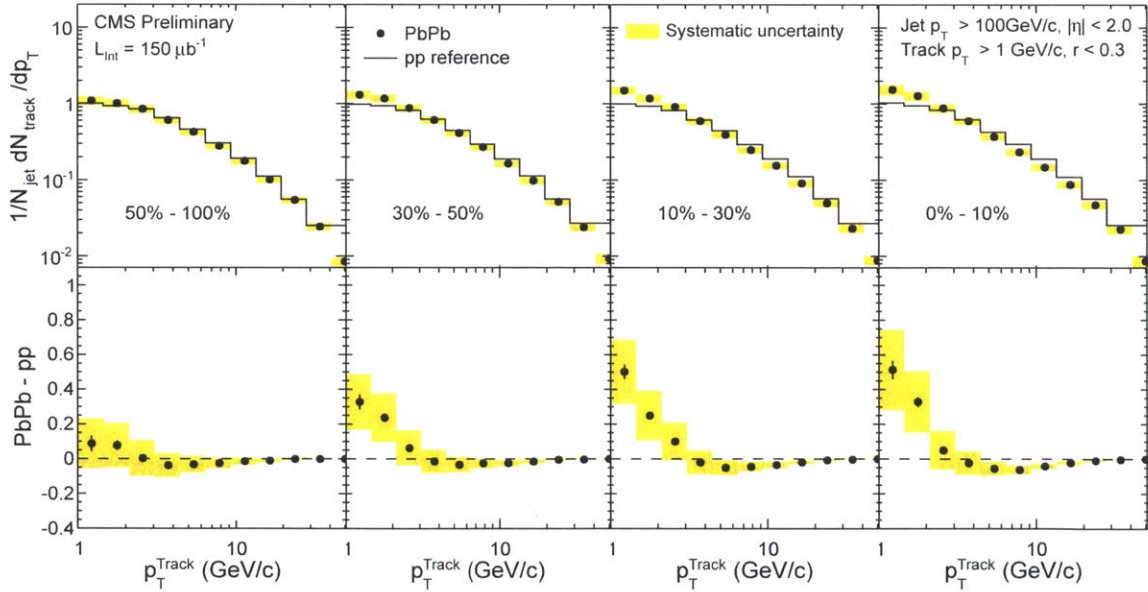 CMS Preliminary
L_Int = 150 μb^-1
PbPb
pp reference
Systematic uncertainty
Jet p_T > 100GeV/c, |η| < 2.0
Track p_T > 1 GeV/c, r < 0.3
1/N_jet dN_track /dp_T
10
1
10^-1
10^-2
50% - 100%
30% - 50%
10% - 30%
0% - 10%
PbPb - pp
1
0.8
0.6
0.4
0.2
0
-0.2
-0.4
1 10 1 10 1 10 1 10
p_T^Track (GeV/c) p_T^Track (GeV/c) p_T^Track (GeV/c) p_T^Track (GeV/c)